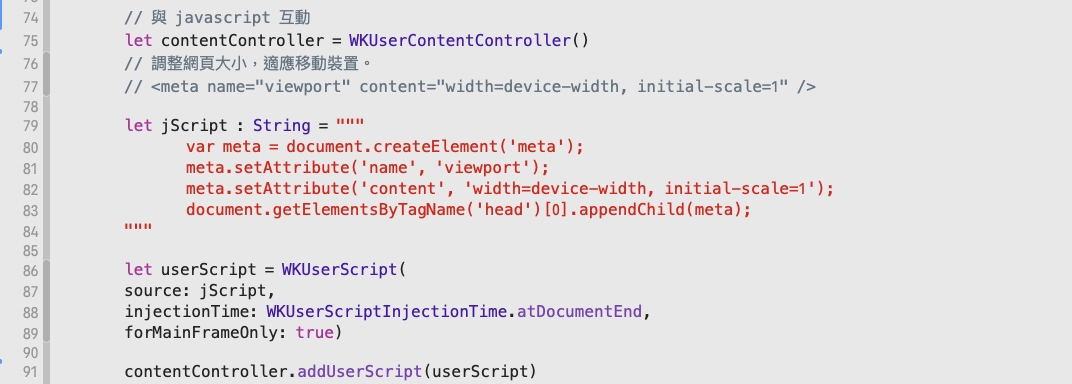 74 // 與 javascript 互動
75 let contentController = WKUserContentController()
76 // 調整網頁大小，適應移動裝置。
77 // <meta name="viewport" content="width=device-width, initial-scale=1" />
78
79 let jScript : String = """
80 var meta = document.createElement('meta');
81 meta.setAttribute('name', 'viewport');
82 meta.setAttribute('content', 'width=device-width, initial-scale=1');
83 document.getElementsByTagName('head')[0].appendChild(meta);
84 """
85
86 let userScript = WKUserScript(
87 source: jScript,
88 injectionTime: WKUserScriptInjectionTime.atDocumentEnd,
89 forMainFrameOnly: true)
90
91 contentController.addUserScript(userScript)